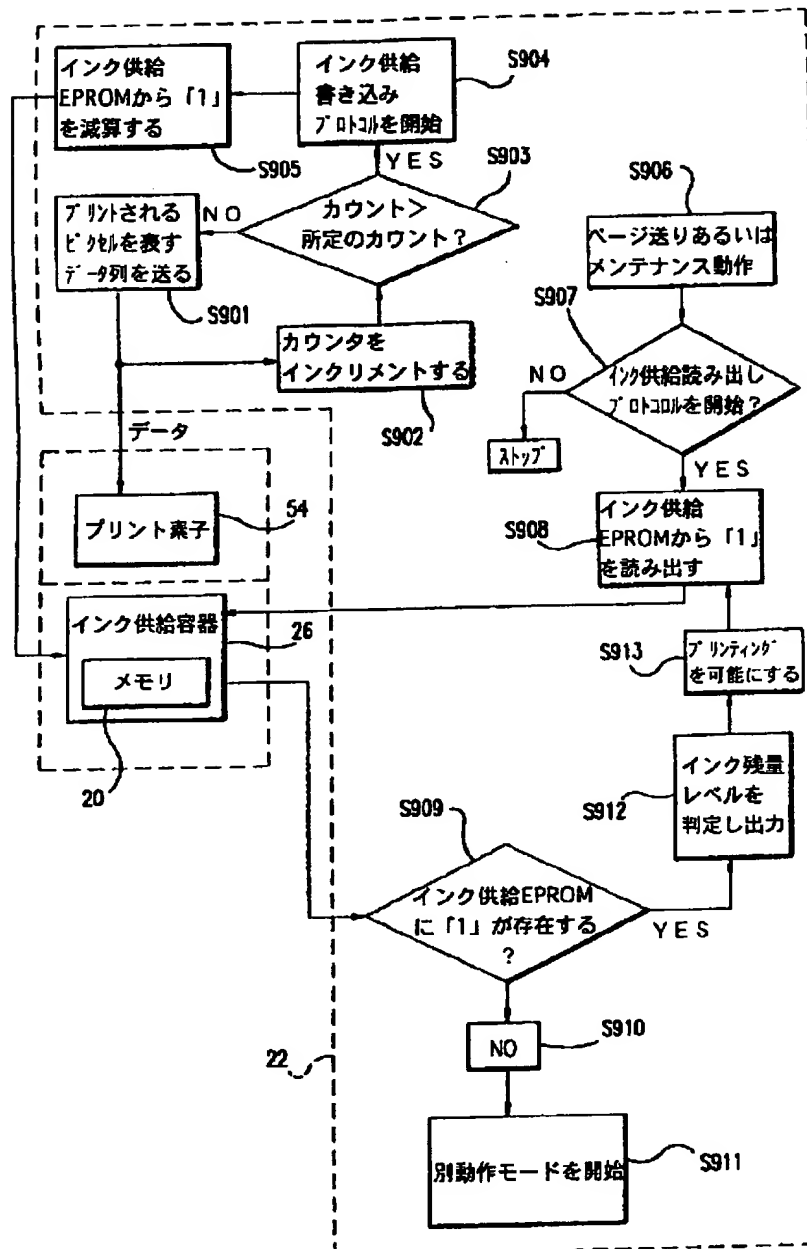 インク供給
EPROMから「1」
を減算する
S905
インク供給
書き込み
プロトコルを開始
S904
YES
カウント>
所定のカウント?
S903
NO
プリントされる
ピクセルを表す
データ列を送る
S901
カウンタを
インクリメントする
S902
データ
プリント素子
54
インク供給容器
26
メモリ
20
S906
ページ送りあるいは
メンテナンス動作
S907
インク供給読み出し
プロトコロルを開始?
NO
ストップ
YES
インク供給
EPROMから「1」
を読み出す
S908
S913
プリンティング
を可能にする
インク残量
レベルを
判定し出力
S912
S909
インク供給EPROM
に「1」が存在する
?
YES
NO
S910
22
別動作モードを開始
S911